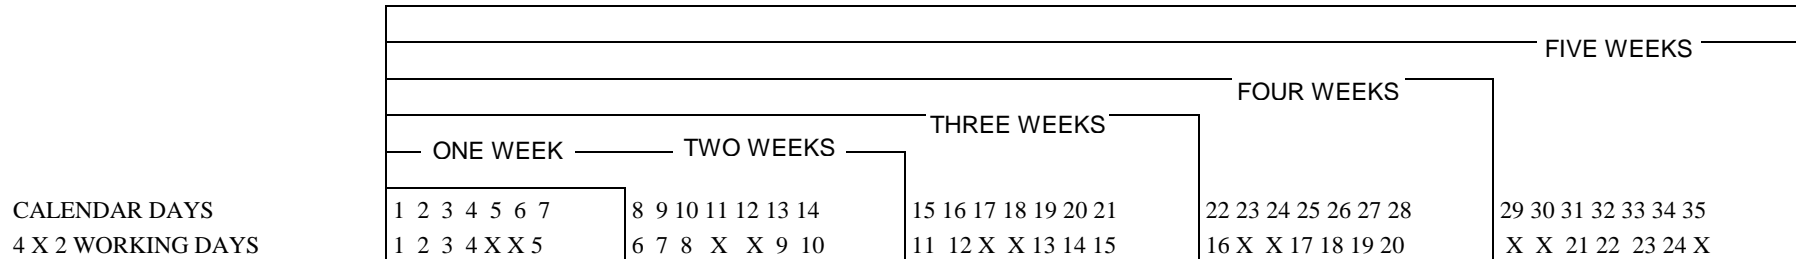 FIVE WEEKS
FOUR WEEKS
THREE WEEKS
ONE WEEK TWO WEEKS
CALENDAR DAYS 1 2 3 4 5 6 7 8 9 10 11 12 13 14 15 16 17 18 19 20 21 22 23 24 25 26 27 28 29 30 31 32 33 34 35
4 X 2 WORKING DAYS 1 2 3 4 X X 5 6 7 8 X X 9 10 11 12 X X 13 14 15 16 X X 17 18 19 20 X X 21 22 23 24 X